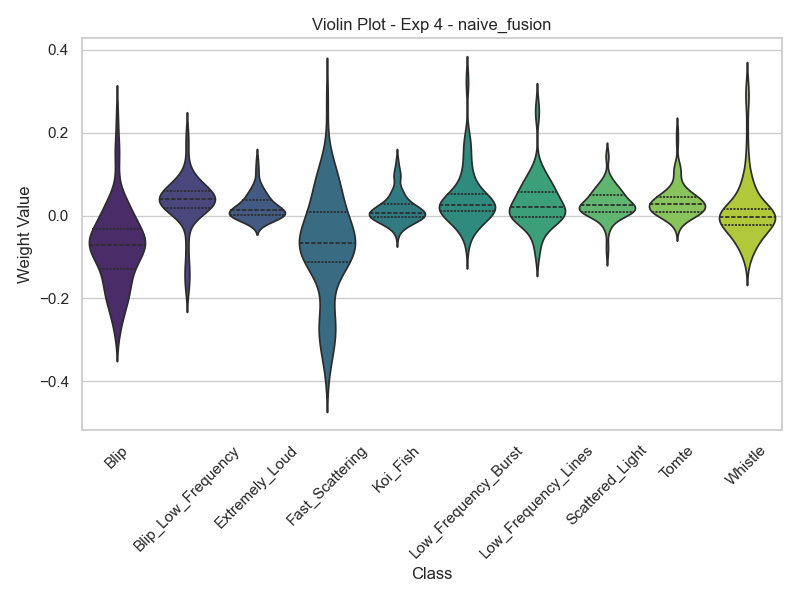 Violin Plot - Exp 4 - naive_fusion
Weight Value
0.4
0.2
0.0
−0.2
−0.4
Blip
Blip_Low_Frequency
Extremely_Loud
Fast_Scattering
Koi_Fish
Low_Frequency_Burst
Low_Frequency_Lines
Scattered_Light
Tomte
Whistle
Class